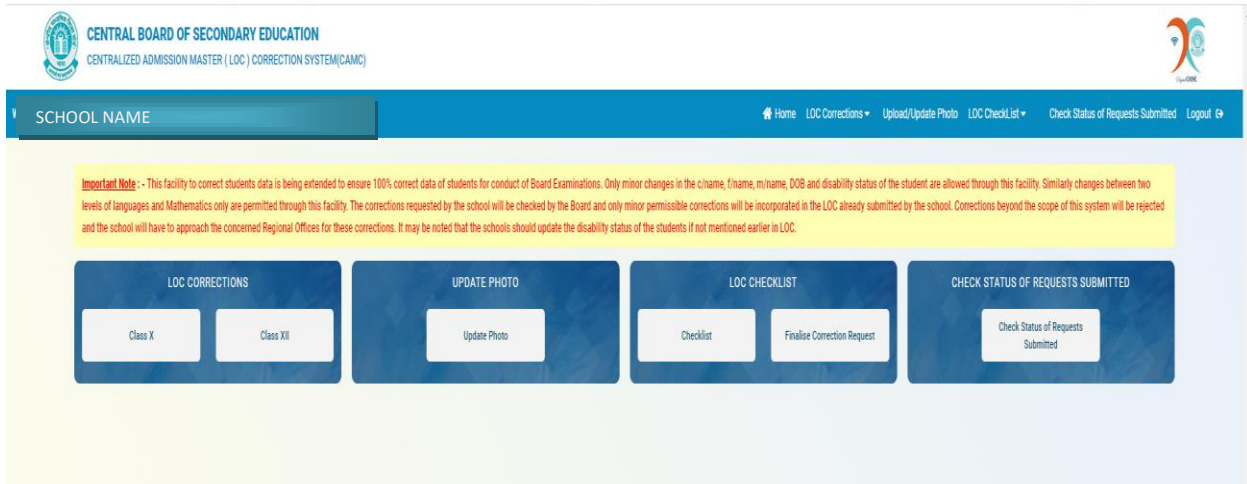 CENTRAL BOARD OF SECONDARY EDUCATION
CENTRALIZED ADMISSION MASTER ( LOC ) CORRECTION SYSTEM(CAMC)
SCHOOL NAME
Home LOC Corrections Upload/Update Photo LOC CheckList Check Status of Requests Submitted Logout
Important Note : - This facility to correct students data is being extended to ensure 100% correct data of students for conduct of Board Examinations. Only minor changes in the c/name, f/name, m/name, DOB and disability status of the student are allowed through this facility. Similarly changes between two
levels of languages and Mathematics only are permitted through this facility. The corrections requested by the school will be checked by the Board and only minor permissible corrections will be incorporated in the LOC already submitted by the school. Corrections beyond the scope of this system will be rejected
and the school will have to approach the concerned Regional Offices for these corrections. It may be noted that the schools should update the disability status of the students if not mentioned earlier in LOC.
LOC CORRECTIONS
Class X
Class XII
UPDATE PHOTO
Update Photo
LOC CHECKLIST
Checklist
Finalise Correction Request
CHECK STATUS OF REQUESTS SUBMITTED
Check Status of Requests
Submitted